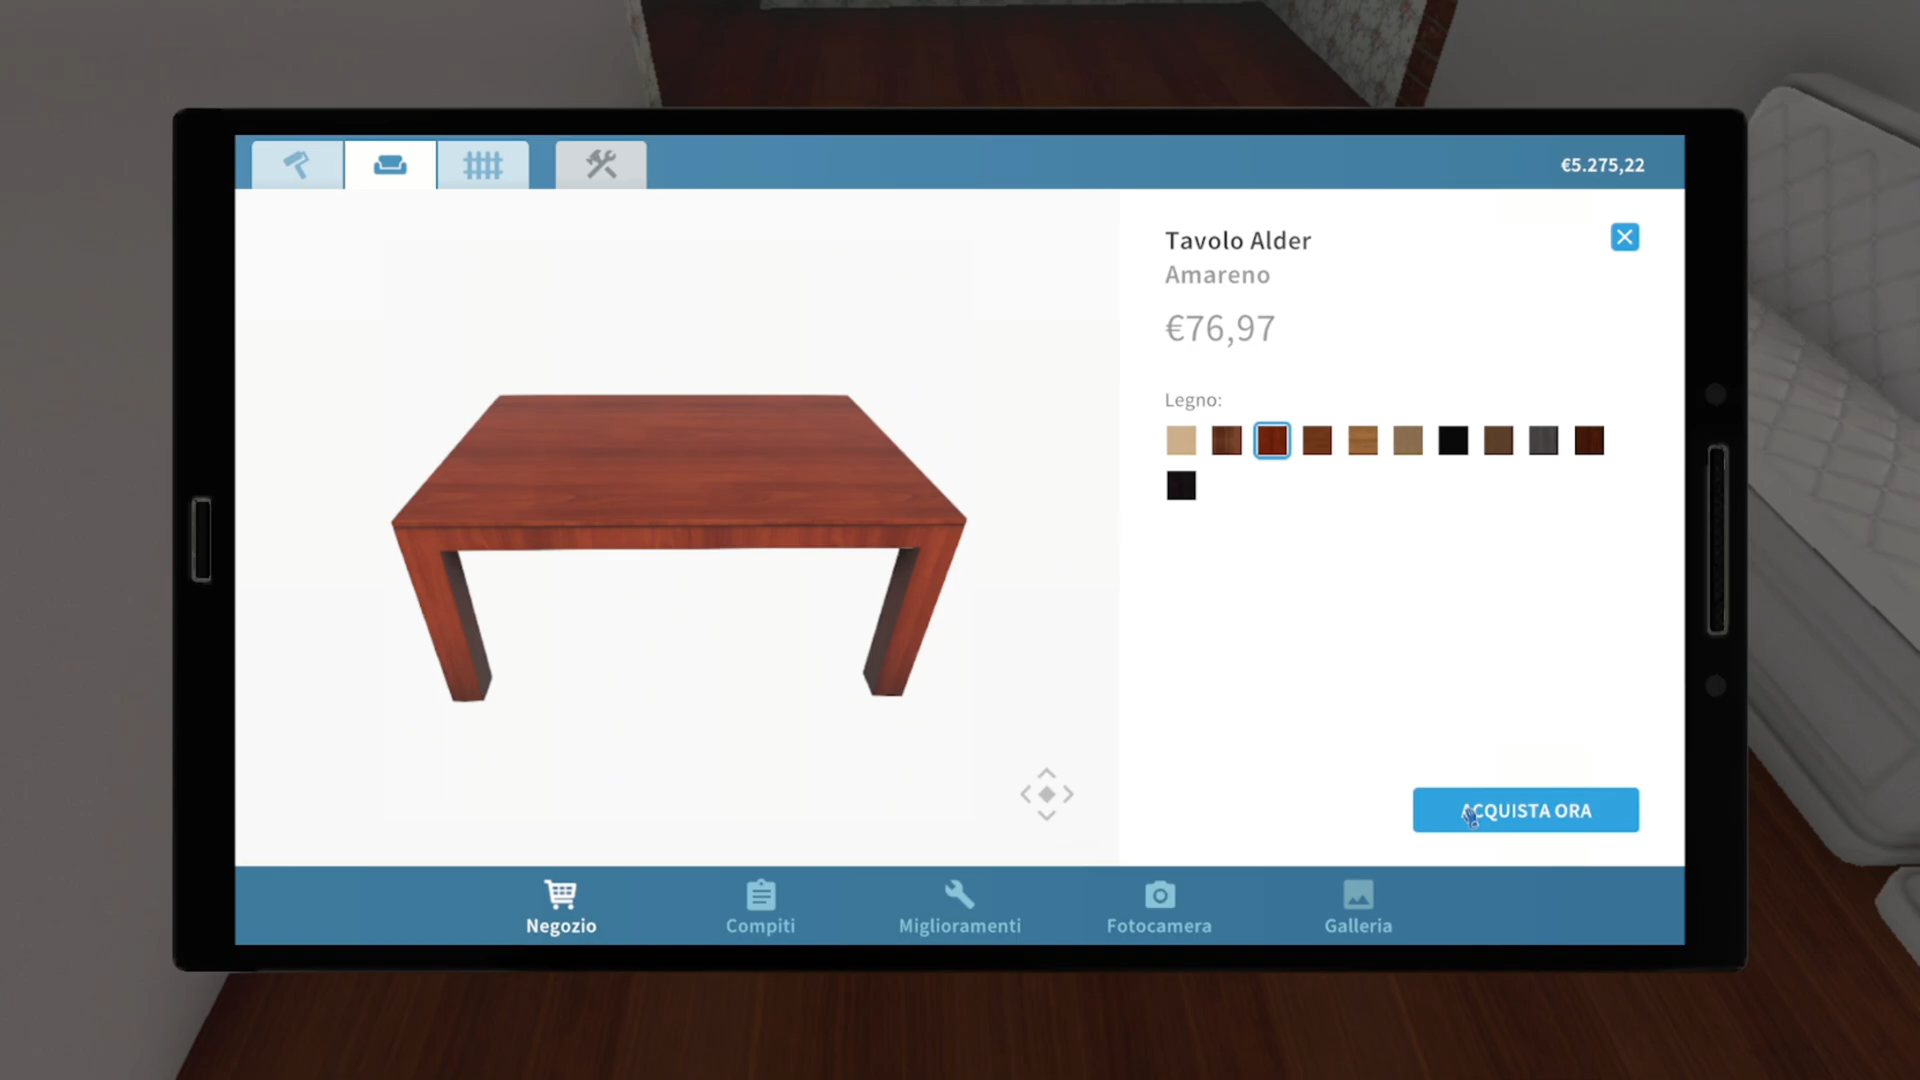 €5.275,22
Tavolo Alder
Amareno
€76,97
Legno:
ACQUISTA ORA
Negozio
Compiti
Miglioramenti
Fotocamera
Galleria